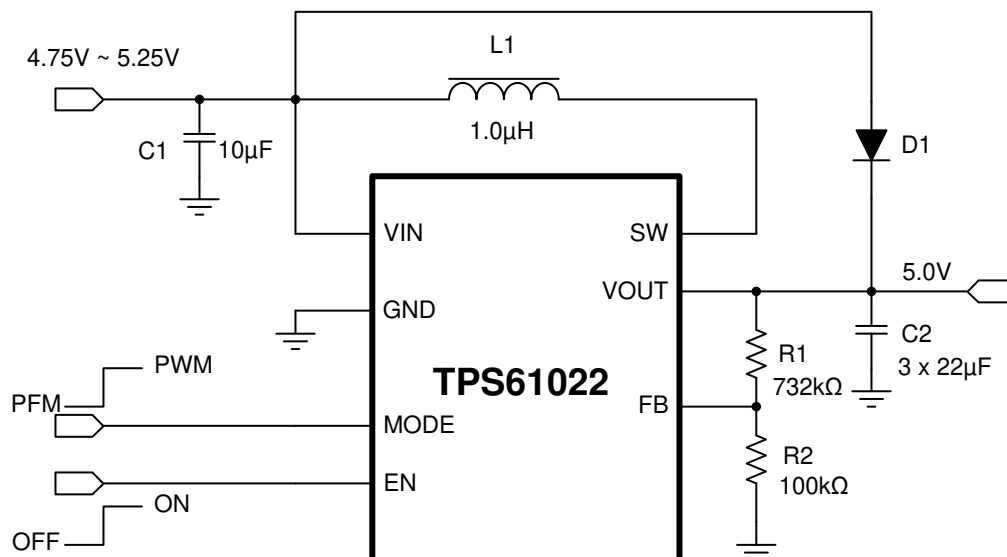 L1
4.75V ~ 5.25V
1.0µH
D1
C1
10µF
VIN
SW
5.0V
VOUT
GND
C2
3 x 22µF
R1
732kΩ
PWM
PFM
TPS61022
FB
MODE
R2
100kΩ
EN
ON
OFF